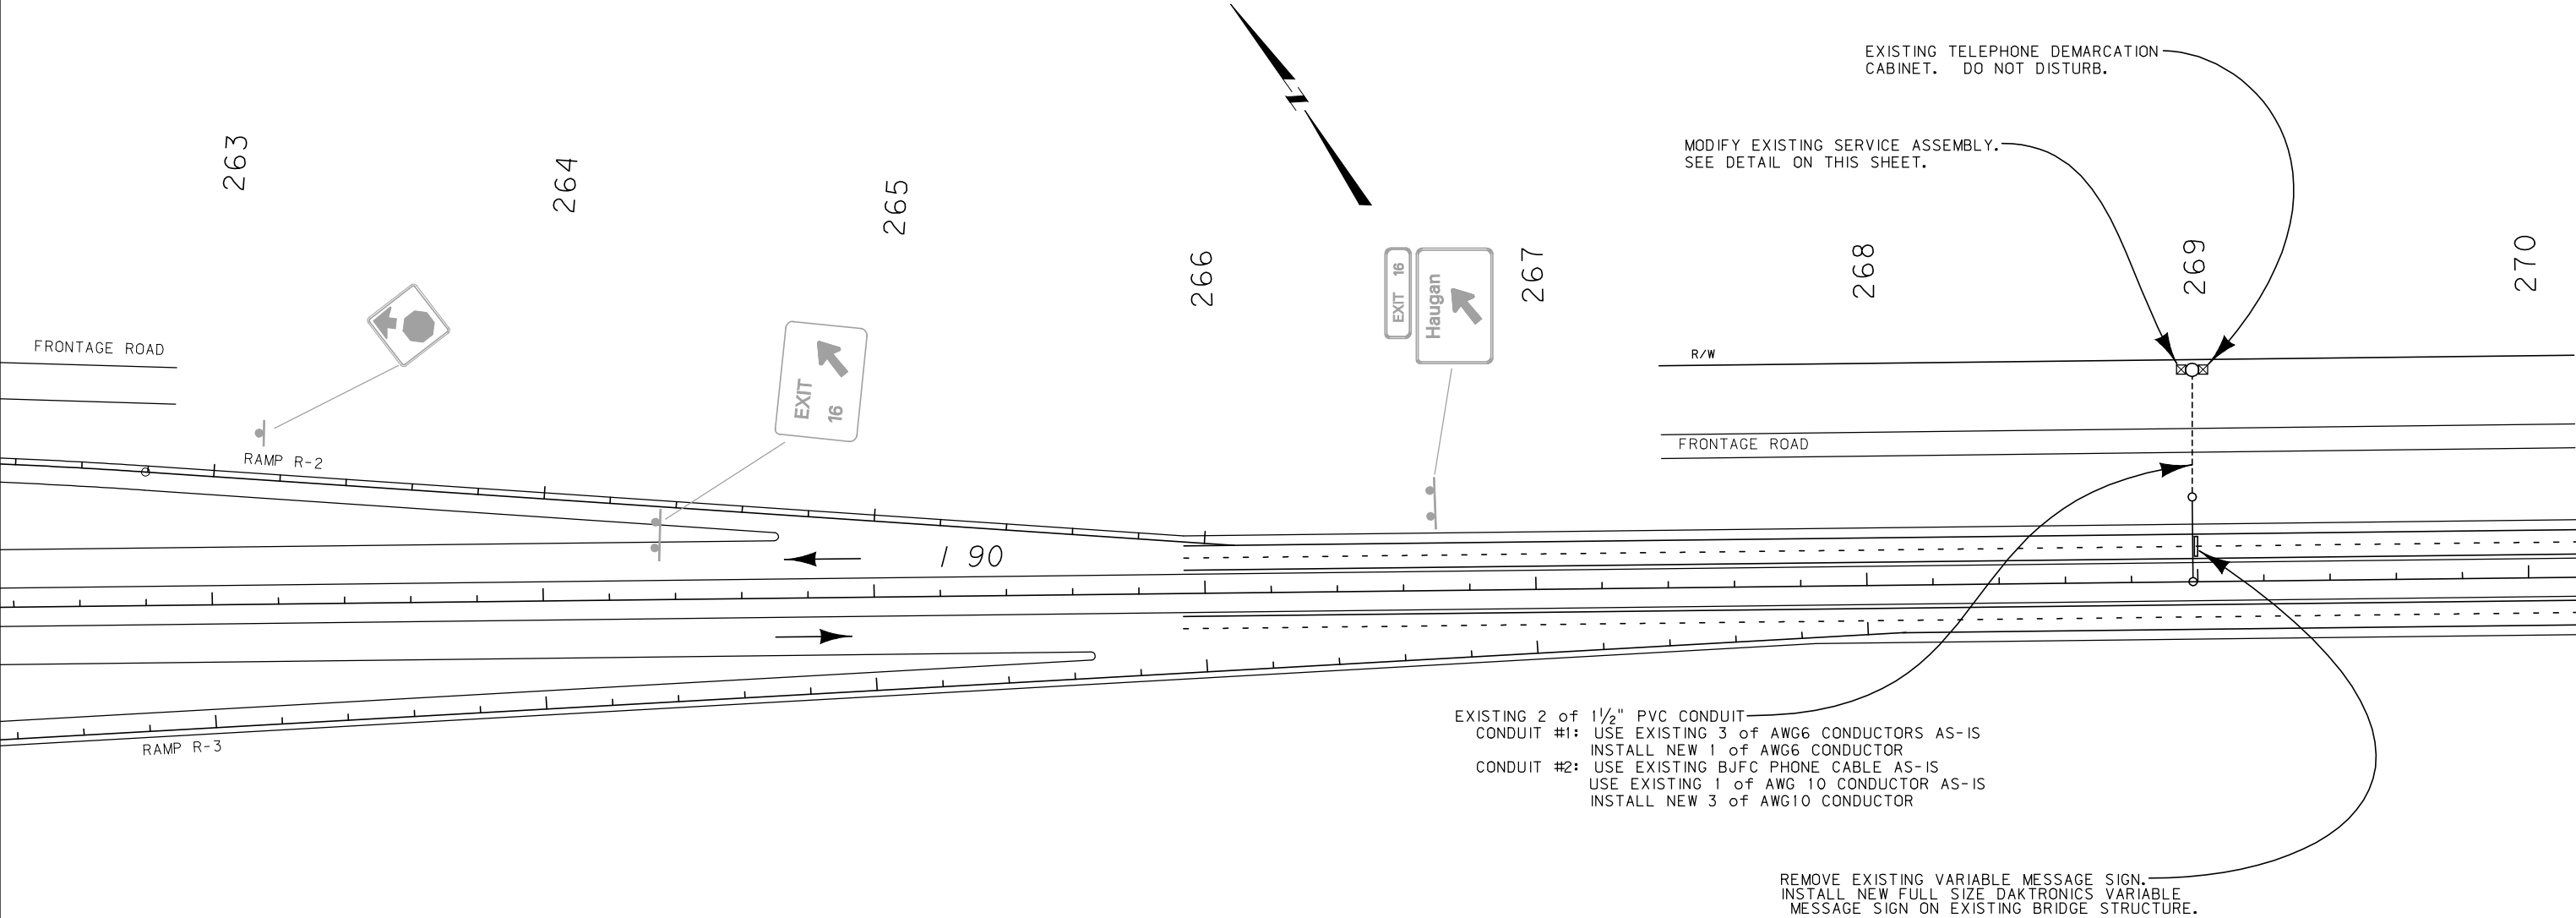 EXISTING TELEPHONE DEMARCATION
CABINET. DO NOT DISTURB.
MODIFY EXISTING SERVICE ASSEMBLY.
SEE DETAIL ON THIS SHEET.
263
264
265
266
267
268
269
270
EXIT 16
Haugan
EXIT
16
FRONTAGE ROAD
R/W
FRONTAGE ROAD
RAMP R-2
I 90
RAMP R-3
EXISTING 2 of 1½" PVC CONDUIT
CONDUIT #1: USE EXISTING 3 of AWG6 CONDUCTORS AS-IS
INSTALL NEW 1 of AWG6 CONDUCTOR
CONDUIT #2: USE EXISTING BJFC PHONE CABLE AS-IS
USE EXISTING 1 of AWG 10 CONDUCTOR AS-IS
INSTALL NEW 3 of AWG10 CONDUCTOR
REMOVE EXISTING VARIABLE MESSAGE SIGN.
INSTALL NEW FULL SIZE DAKTRONICS VARIABLE
MESSAGE SIGN ON EXISTING BRIDGE STRUCTURE.